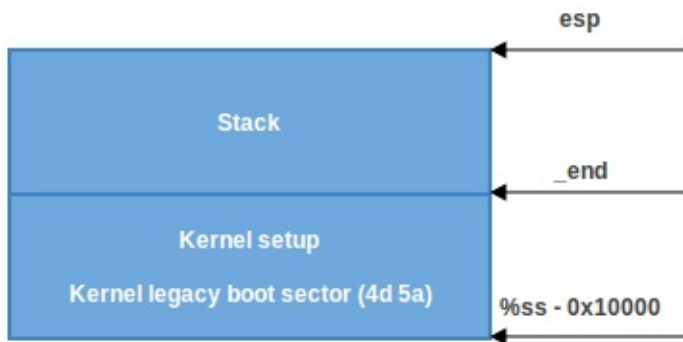 esp
Stack
_end
Kernel setup
Kernel legacy boot sector (4d 5a)
%ss - 0x10000